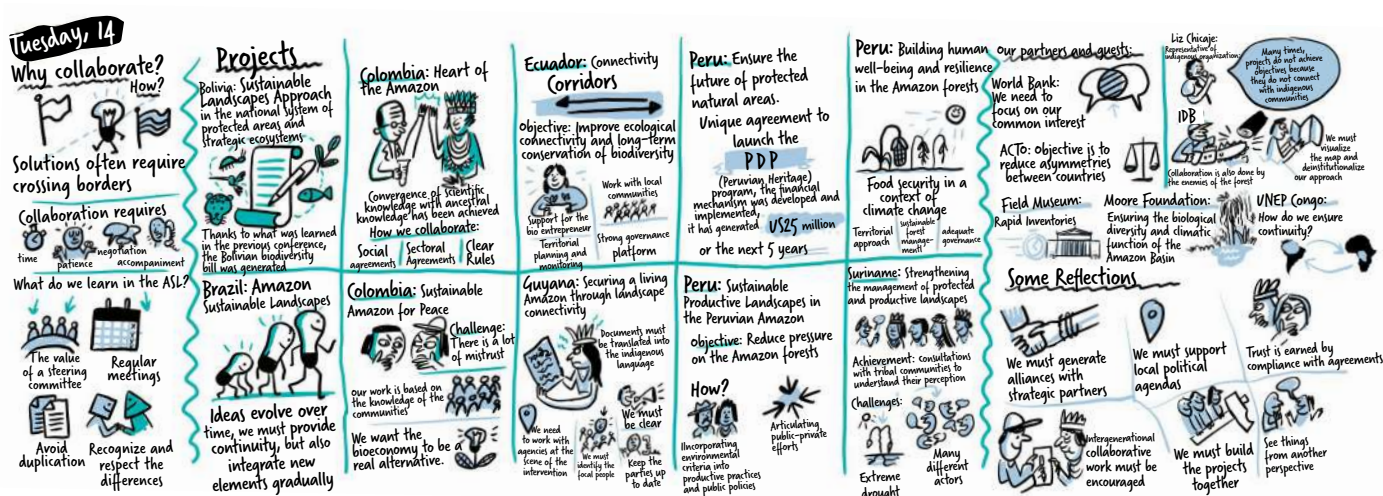 Tuesday, 14
Why collaborate?
How?
Solutions often require
crossing borders
Collaboration requires
time
patience
negotiation
accompaniment
What do we learn in the ASL?
The value
of a steering
committee
Regular
meetings
Avoid
duplication
Recognize and
respect the
differences
Projects
Bolivia: Sustainable
Landscapes Approach
in the national system of
protected areas and
strategic ecosystems
Thanks to what was learned
in the previous conference,
the Bolivian biodiversity
bill was generated
Brazil: Amazon
Sustainable Landscapes
Ideas evolve over
time, we must provide
continuity, but also
integrate new
elements gradually
Colombia: Heart of
the Amazon
Convergence of scientific
knowledge with ancestral
knowledge has been achieved
How we collaborate:
Social
agreements
Sectoral
Agreements
Clear
Rules
Colombia: Sustainable
Amazon for Peace
Challenge:
There is a lot
of mistrust
our work is based on
the knowledge of the
communities
We want the
bioeconomy to be a
real alternative.
Ecuador: Connectivity
Corridors
Objective: Improve ecological
connectivity and long-term
conservation of biodiversity
Support for the
bio entrepreneur
Territorial
planning and
monitoring
Work with local
communities
Strong governance
platform
Guyana: Securing a living
Amazon through landscape
connectivity
Documents must
be translated into
the indigenous
language
We need
to work with
agencies at the
scene of the
intervention
We must
identify the
focal people
We must
be clear
Keep the
parties up
to date
Peru: Ensure the
future of protected
natural areas.
Unique agreement to
launch the
PDP
(Peruvian Heritage)
program, the financial
mechanism was developed and
implemented,
it has generated US25 million
or the next 5 years
Peru: Sustainable
Productive Landscapes in
the Peruvian Amazon
objective: Reduce pressure
on the Amazon forests
How?
Iincorporating
environmental
criteria into
productive practices
and public policies
Articulating
public-private
efforts
Peru: Building human
well-being and resilience
in the Amazon forests
Food security in a
context of
climate change
Territorial
approach
sustainable
forest
manage-
ment
adequate
governance
Suriname: Strengthening
the management of protected
and productive landscapes
Achievement: consultations
with tribal communities to
understand their perception
Challenges:
Extreme
drought
Many
different
actors
our partners and guests:
World Bank:
We need to
focus on our
common interest
ACTO: Objective is to
reduce asymmetries
between countries
Liz Chicaje:
Representative of
indigenous organization:
Many times,
projects do not achieve
objectives because
they do not connect
with indigenous
communities
IDB
Collaboration is also done by
the enemies of the forest
We must
visualize
the map and
deinstitutionalize
our approach
Field Museum:
Rapid Inventories
Moore Foundation:
Ensuring the biological
diversity and climatic
function of the
Amazon Basin
UNEP Congo:
How do we ensure
continuity?
Some Reflections
We must generate
alliances with
strategic partners
We must support
local political
agendas
Trust is earned by
compliance with agreements
Intergenerational
collaborative
work must be
encouraged
We must build
the projects
together
See things
from another
perspective